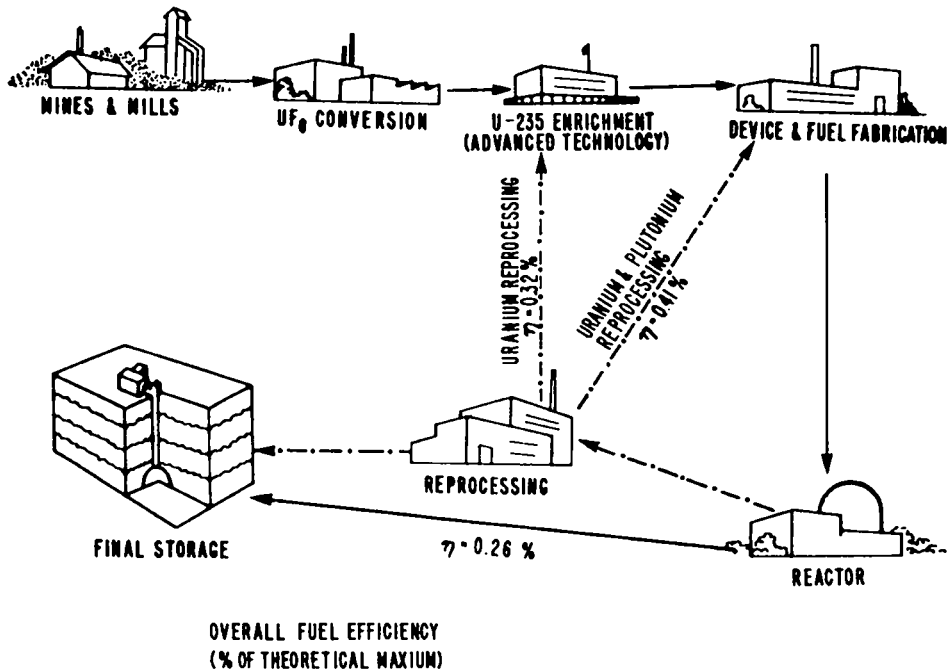 MINES & MILLS
UF6 CONVERSION
U-235 ENRICHMENT
(ADVANCED TECHNOLOGY)
DEVICE & FUEL FABRICATION
URANIUM REPROCESSING
η=0.32 %
URANIUM & PLUTONIUM
REPROCESSING
η=0.41 %
REPROCESSING
FINAL STORAGE
η=0.26 %
REACTOR
OVERALL FUEL EFFICIENCY
(% OF THEORETICAL MAXIUM)